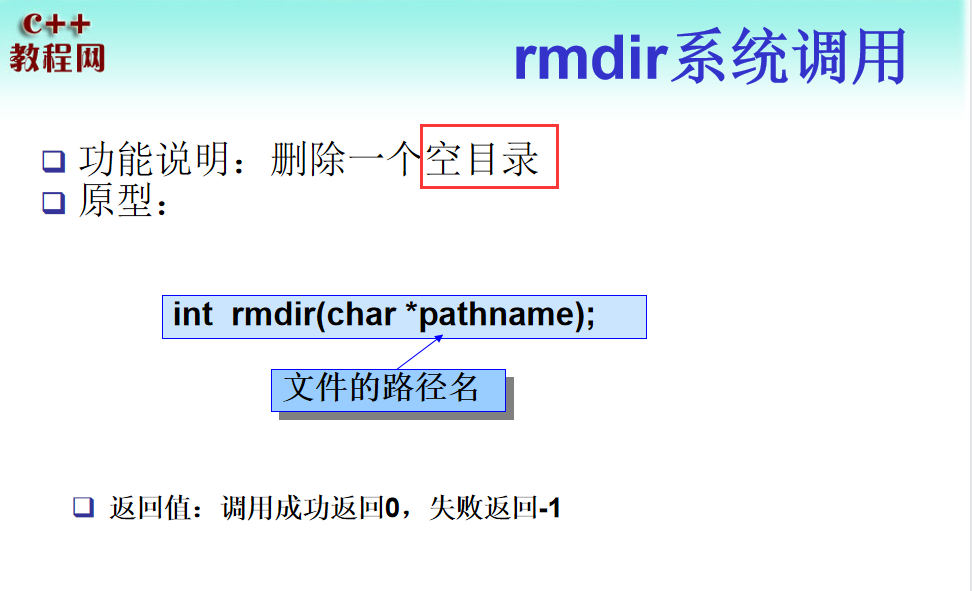 C++
教程网
rmdir系统调用
功能说明：删除一个空目录
原型：
int rmdir(char *pathname);
文件的路径名
返回值：调用成功返回0，失败返回-1